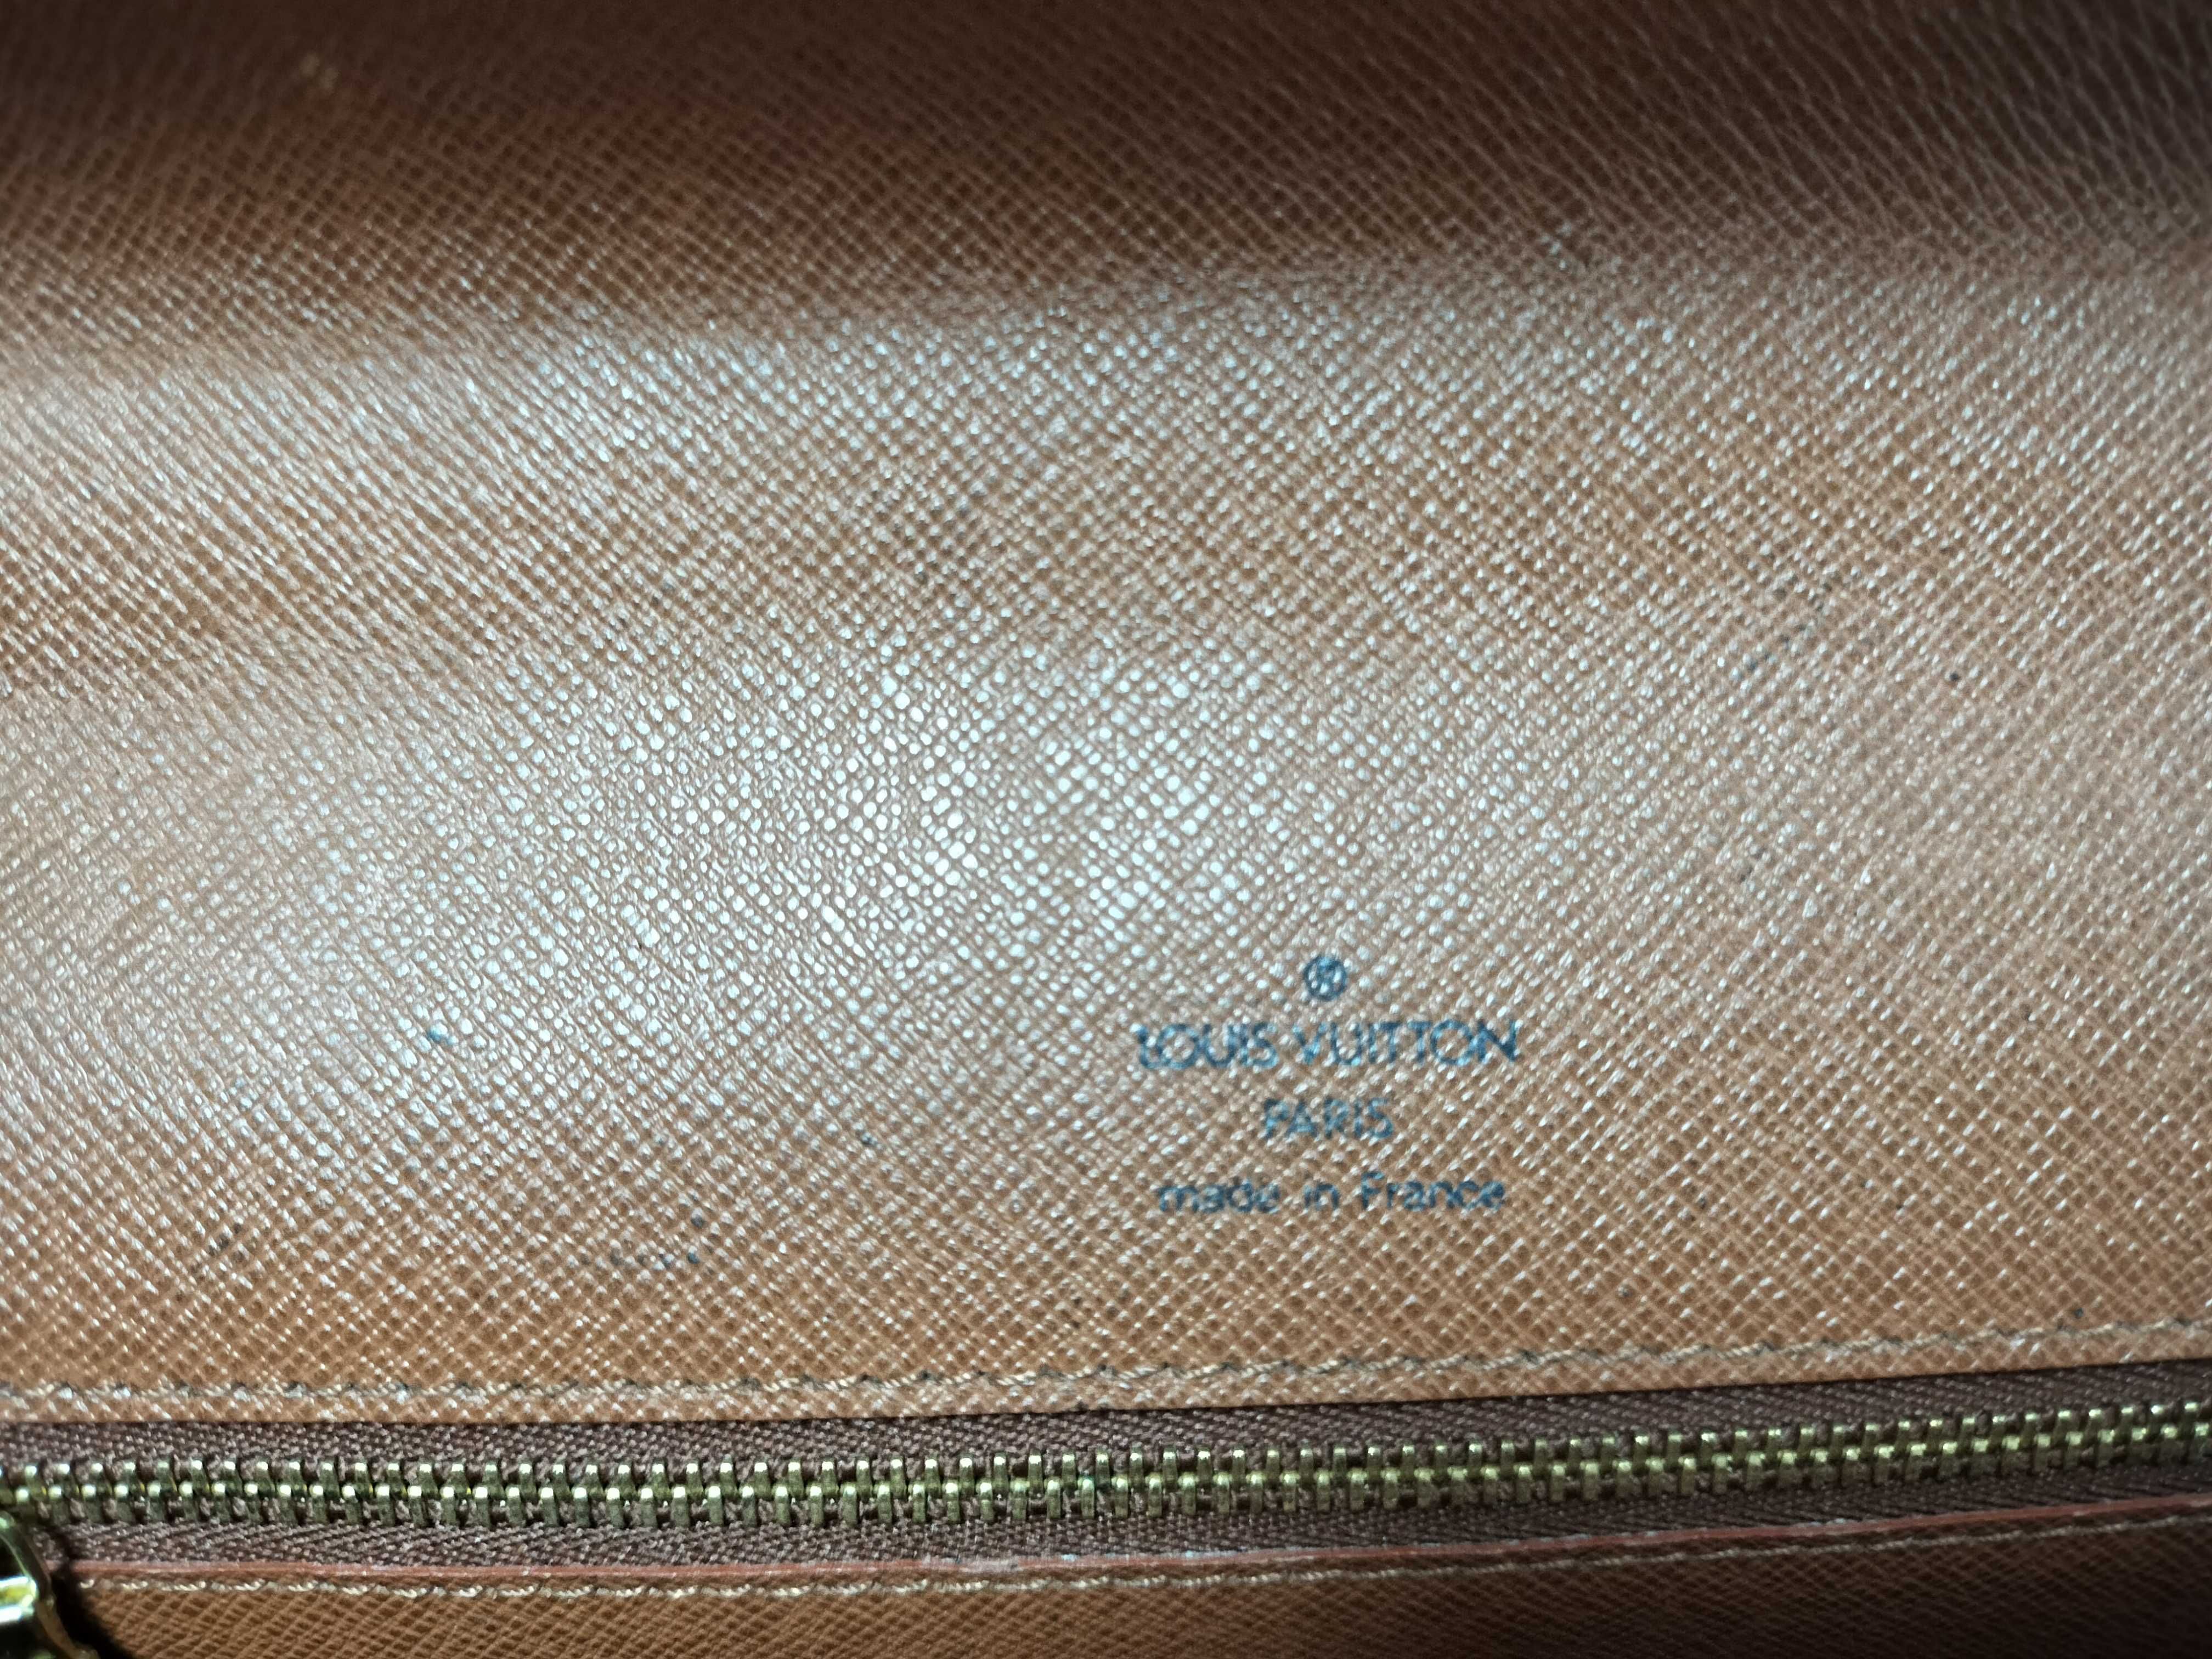 ®
LOUIS VUITTON
PARIS
made in France